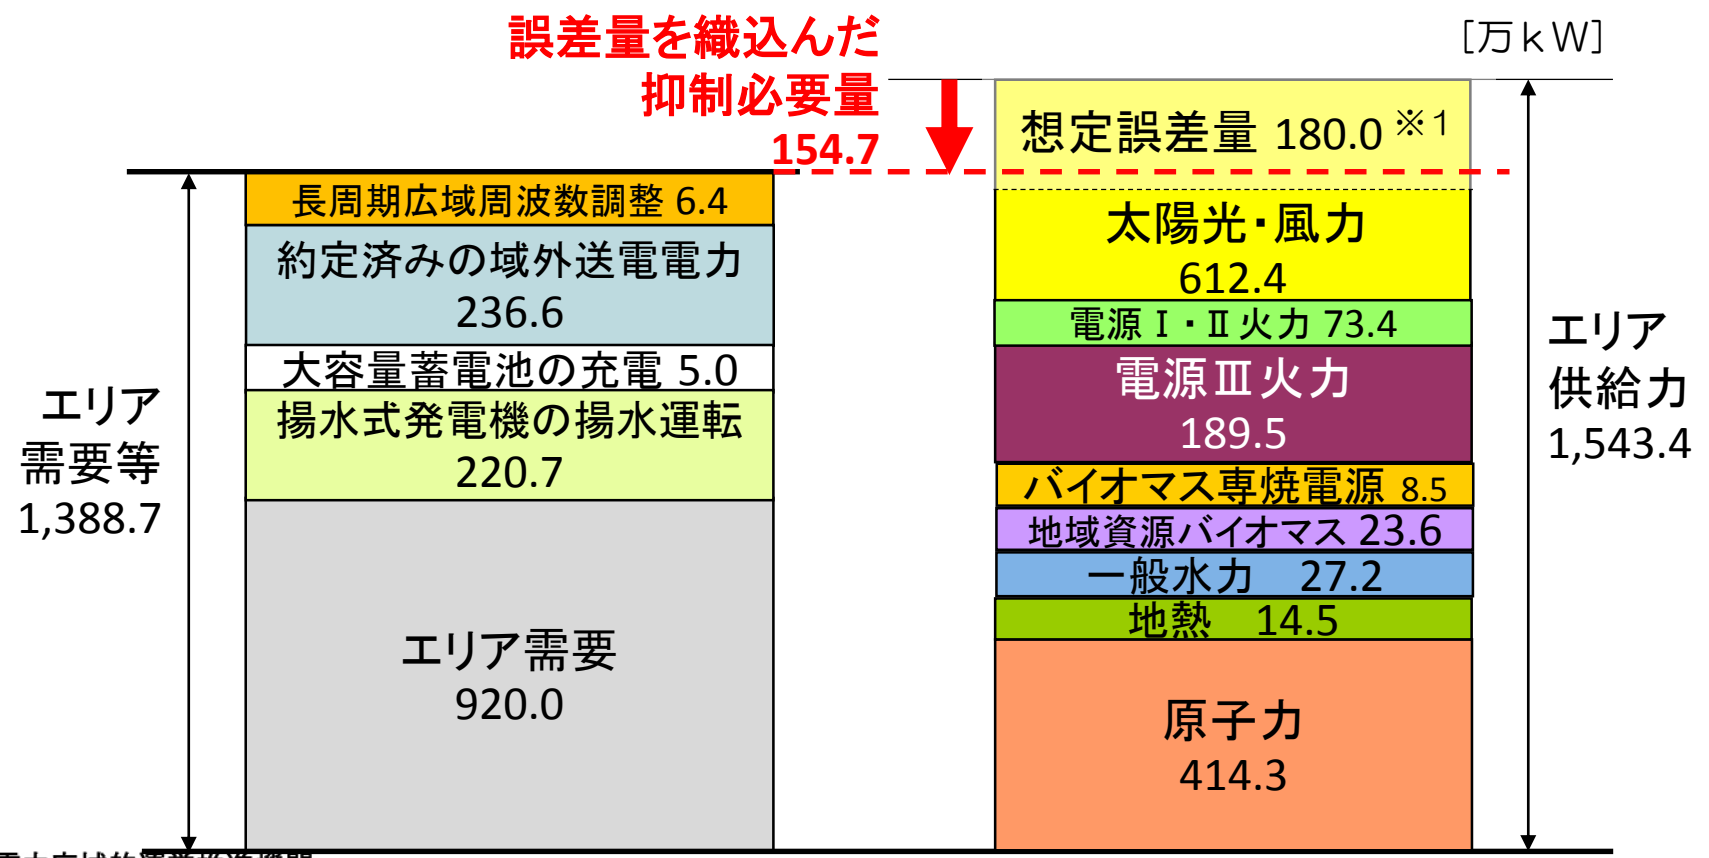 誤差量を織込んだ
抑制必要量
154.7
[万ｋＷ]
長周期広域周波数調整 6.4
約定済みの域外送電電力
236.6
大容量蓄電池の充電 5.0
揚水式発電機の揚水運転
220.7
エリア需要
920.0
エリア
需要等
1,388.7
想定誤差量 180.0 ※１
太陽光・風力
612.4
電源Ⅰ・Ⅱ火力 73.4
電源Ⅲ火力
189.5
バイオマス専焼電源 8.5
地域資源バイオマス 23.6
一般水力　27.2
地熱　14.5
原子力
414.3
エリア
供給力
1,543.4